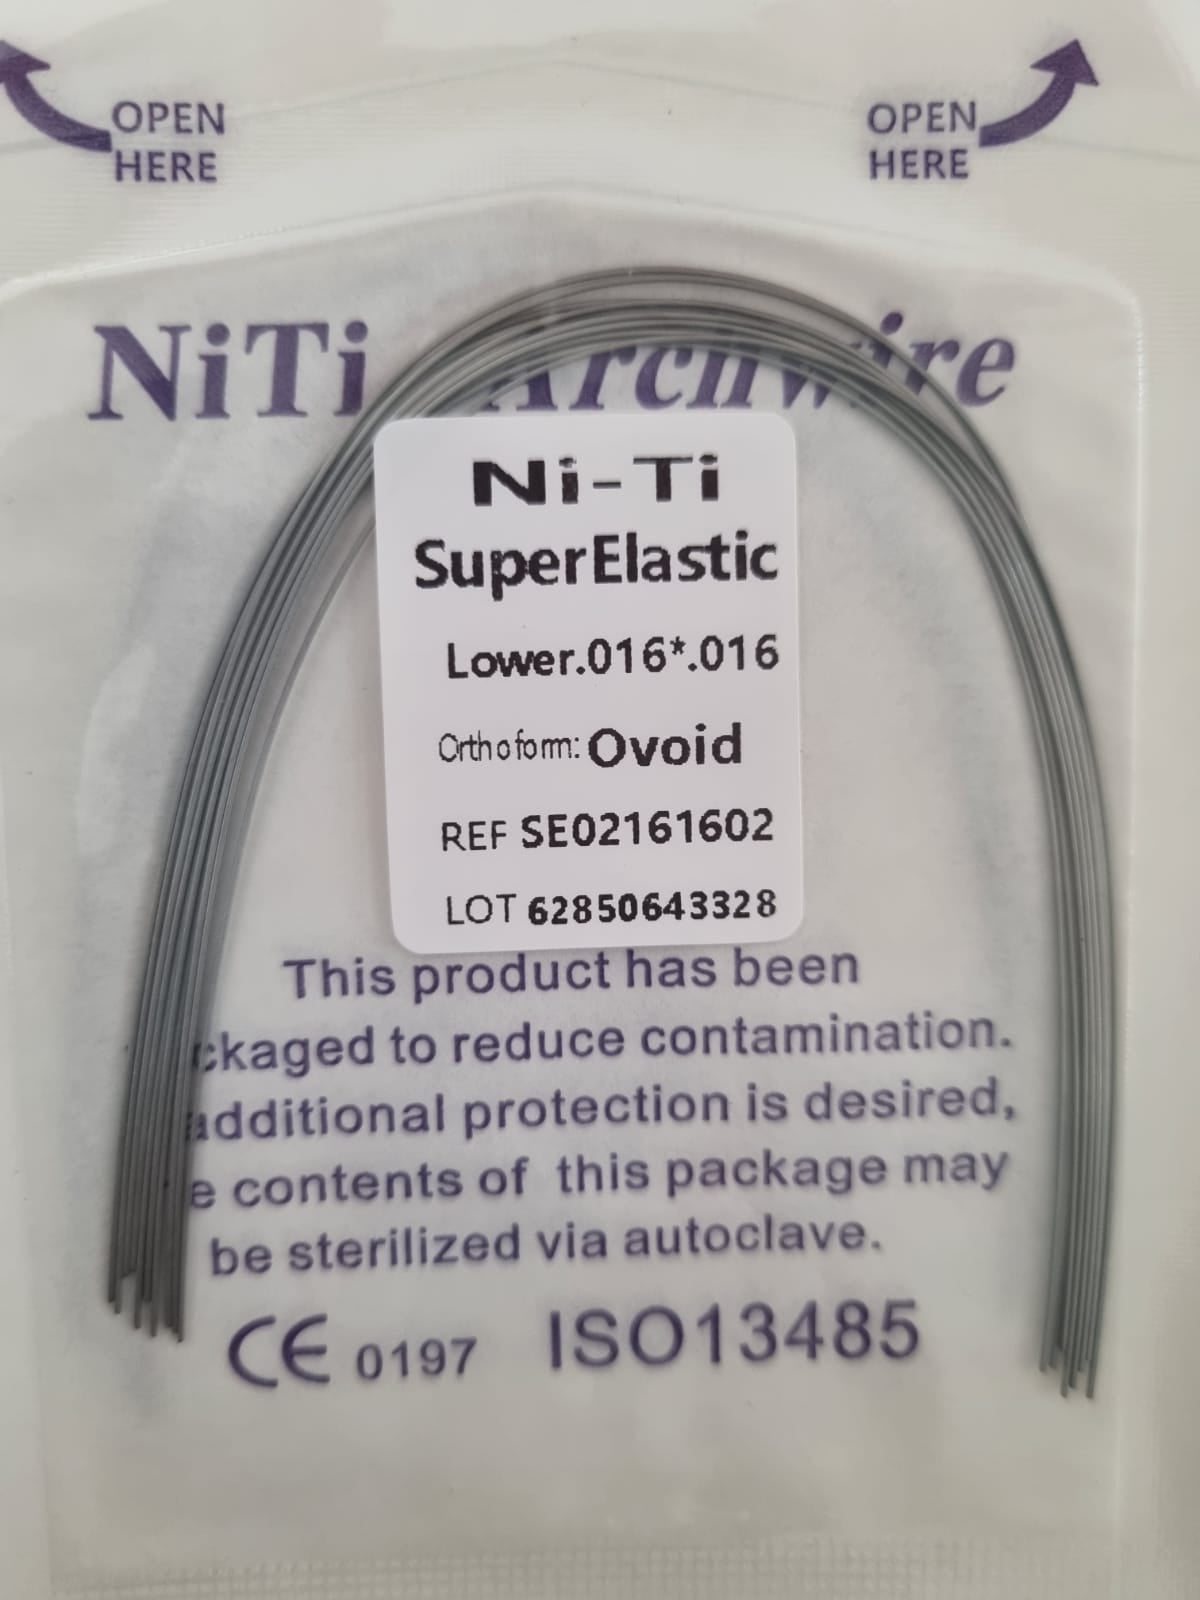 OPEN
HERE
OPEN
HERE
NiTi Archwire
Ni-Ti
SuperElastic
Lower.016*.016
Orthoform: Ovoid
REF SE02161602
LOT 62850643328
This product has been
ckaged to reduce contamination.
additional protection is desired,
e contents of this package may
be sterilized via autoclave.
CE 0197 ISO13485